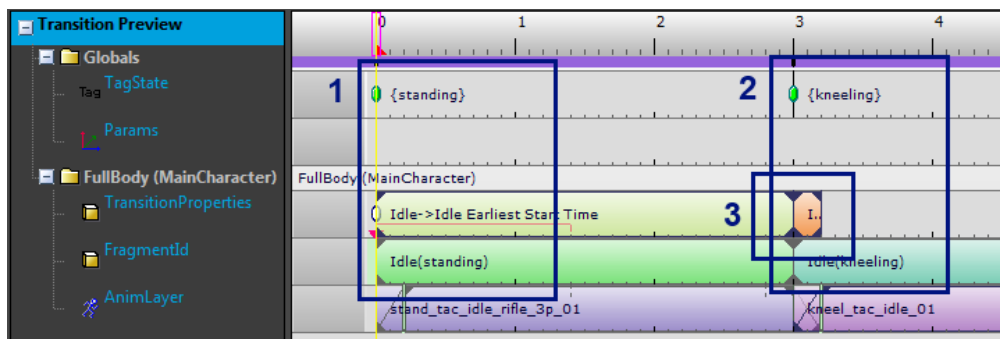 Transition Preview
0 1 2 3 4
Globals
Tag TagState
1 {standing}
2 {kneeling}
Params
FullBody (MainCharacter)
FullBody (MainCharacter)
TransitionProperties
Idle->Idle Earliest Start Time
3 I..
FragmentId
Idle(standing)
Idle(kneeling)
AnimLayer
stand_tac_idle_rifle_3p_01
kneel_tac_idle_01